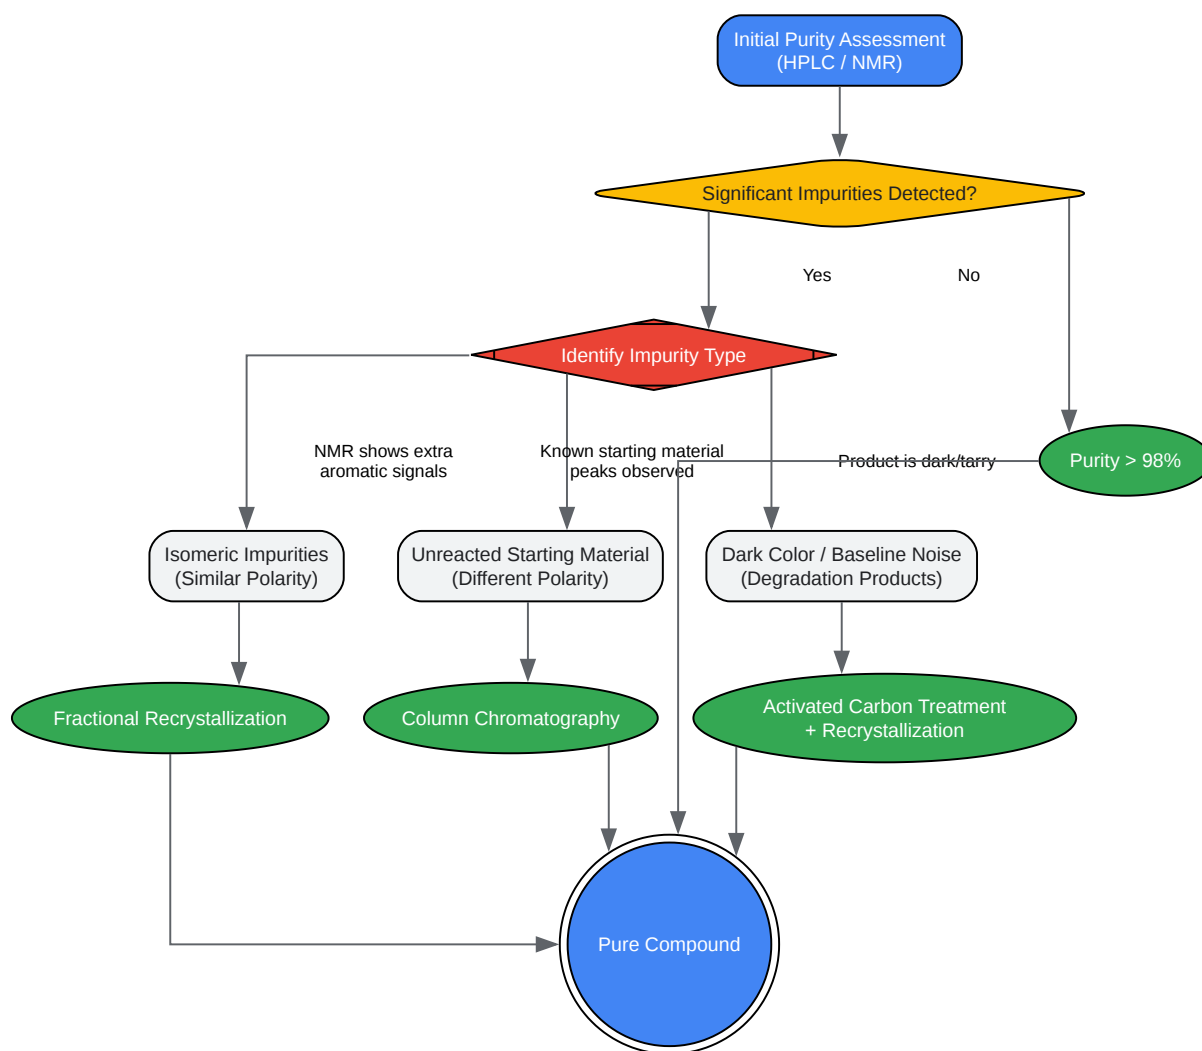 Initial Purity Assessment
(HPLC / NMR)
Significant Impurities Detected?
Yes
No
Identify Impurity Type
NMR shows extra
aromatic signals
Known starting material
peaks observed
Product is dark/tarry
Purity > 98%
Isomeric Impurities
(Similar Polarity)
Unreacted Starting Material
(Different Polarity)
Dark Color / Baseline Noise
(Degradation Products)
Fractional Recrystallization
Column Chromatography
Activated Carbon Treatment
+ Recrystallization
Pure Compound